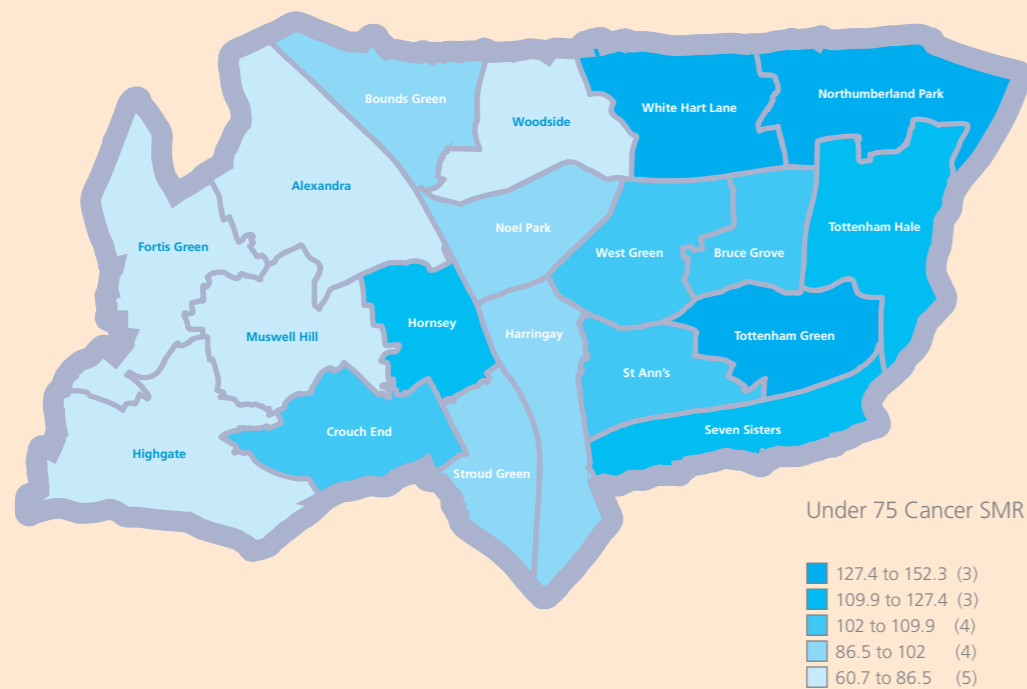 Bounds Green
White Hart Lane
Northumberland Park
Woodside
Alexandra
Noel Park
Tottenham Hale
Fortis Green
West Green
Bruce Grove
Hornsey
Muswell Hill
Harringay
Tottenham Green
St Ann's
Crouch End
Seven Sisters
Highgate
Stroud Green
Under 75 Cancer SMR
127.4 to 152.3 (3)
109.9 to 127.4 (3)
102 to 109.9 (4)
86.5 to 102 (4)
60.7 to 86.5 (5)